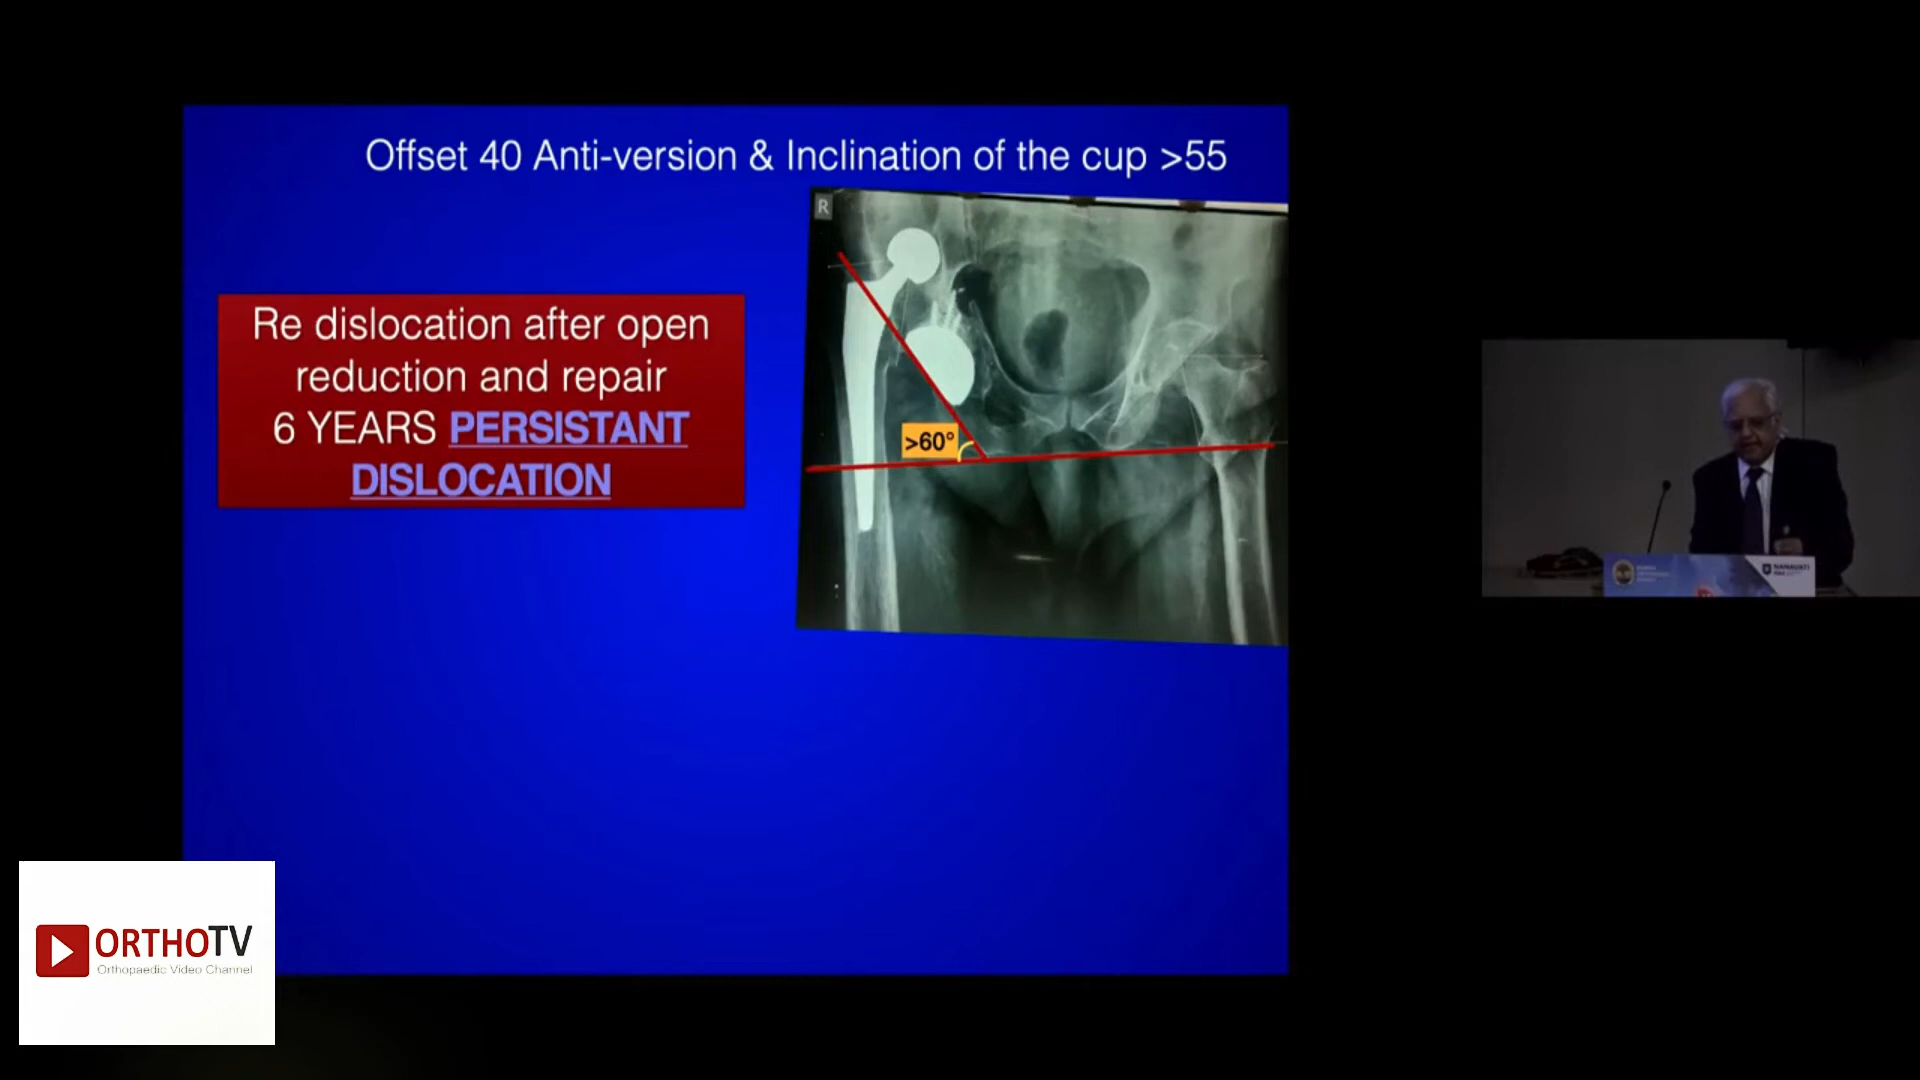 Offset 40 Anti-version & Inclination of the cup >55
R
Re dislocation after open
reduction and repair
6 YEARS PERSISTANT
DISLOCATION
>60°
NANAVATI
ORTHOTV
Orthopaedic Video Channel